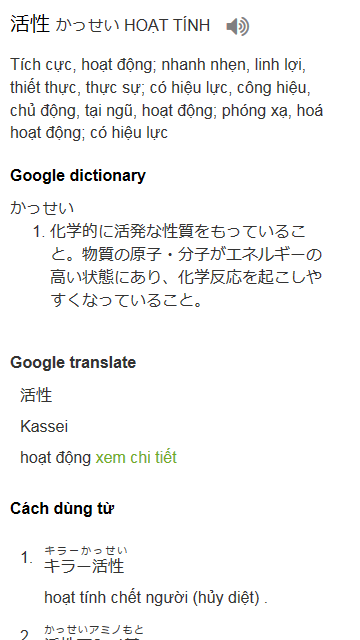 活性 かっせい HOẠT TÍNH
Tích cực, hoạt động; nhanh nhẹn, linh lợi,
thiết thực, thực sự; có hiệu lực, công hiệu,
chủ động, tại ngũ, hoạt động; phóng xạ, hoá
hoạt động; có hiệu lực
Google dictionary
かっせい
1. 化学的に活発な性質をもっているこ
と。物質の原子・分子がエネルギーの
高い状態にあり、化学反応を起こしや
すくなっていること。
Google translate
活性
Kassei
hoạt động xem chi tiết
Cách dùng từ
キラーかっせい
1. キラー活性
hoạt tính chết người (hủy diệt) .
かっせいアミノもと
2.